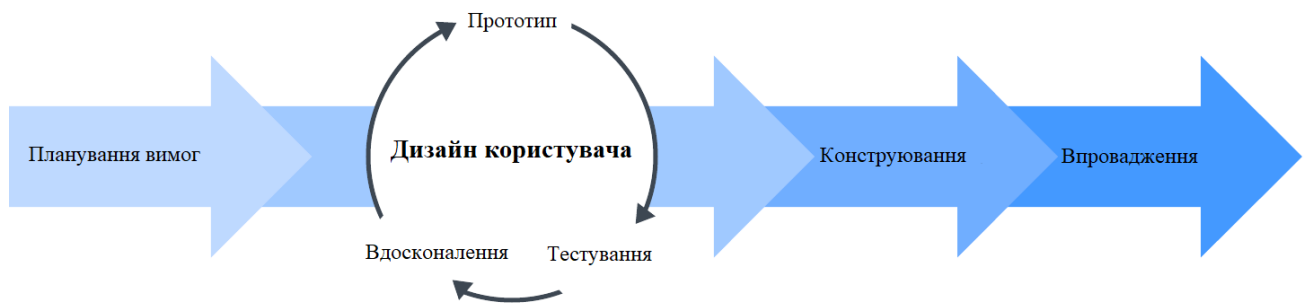 Прототип
Планування вимог
Дизайн користувача
Конструювання
Впровадження
Вдосконалення
Тестування